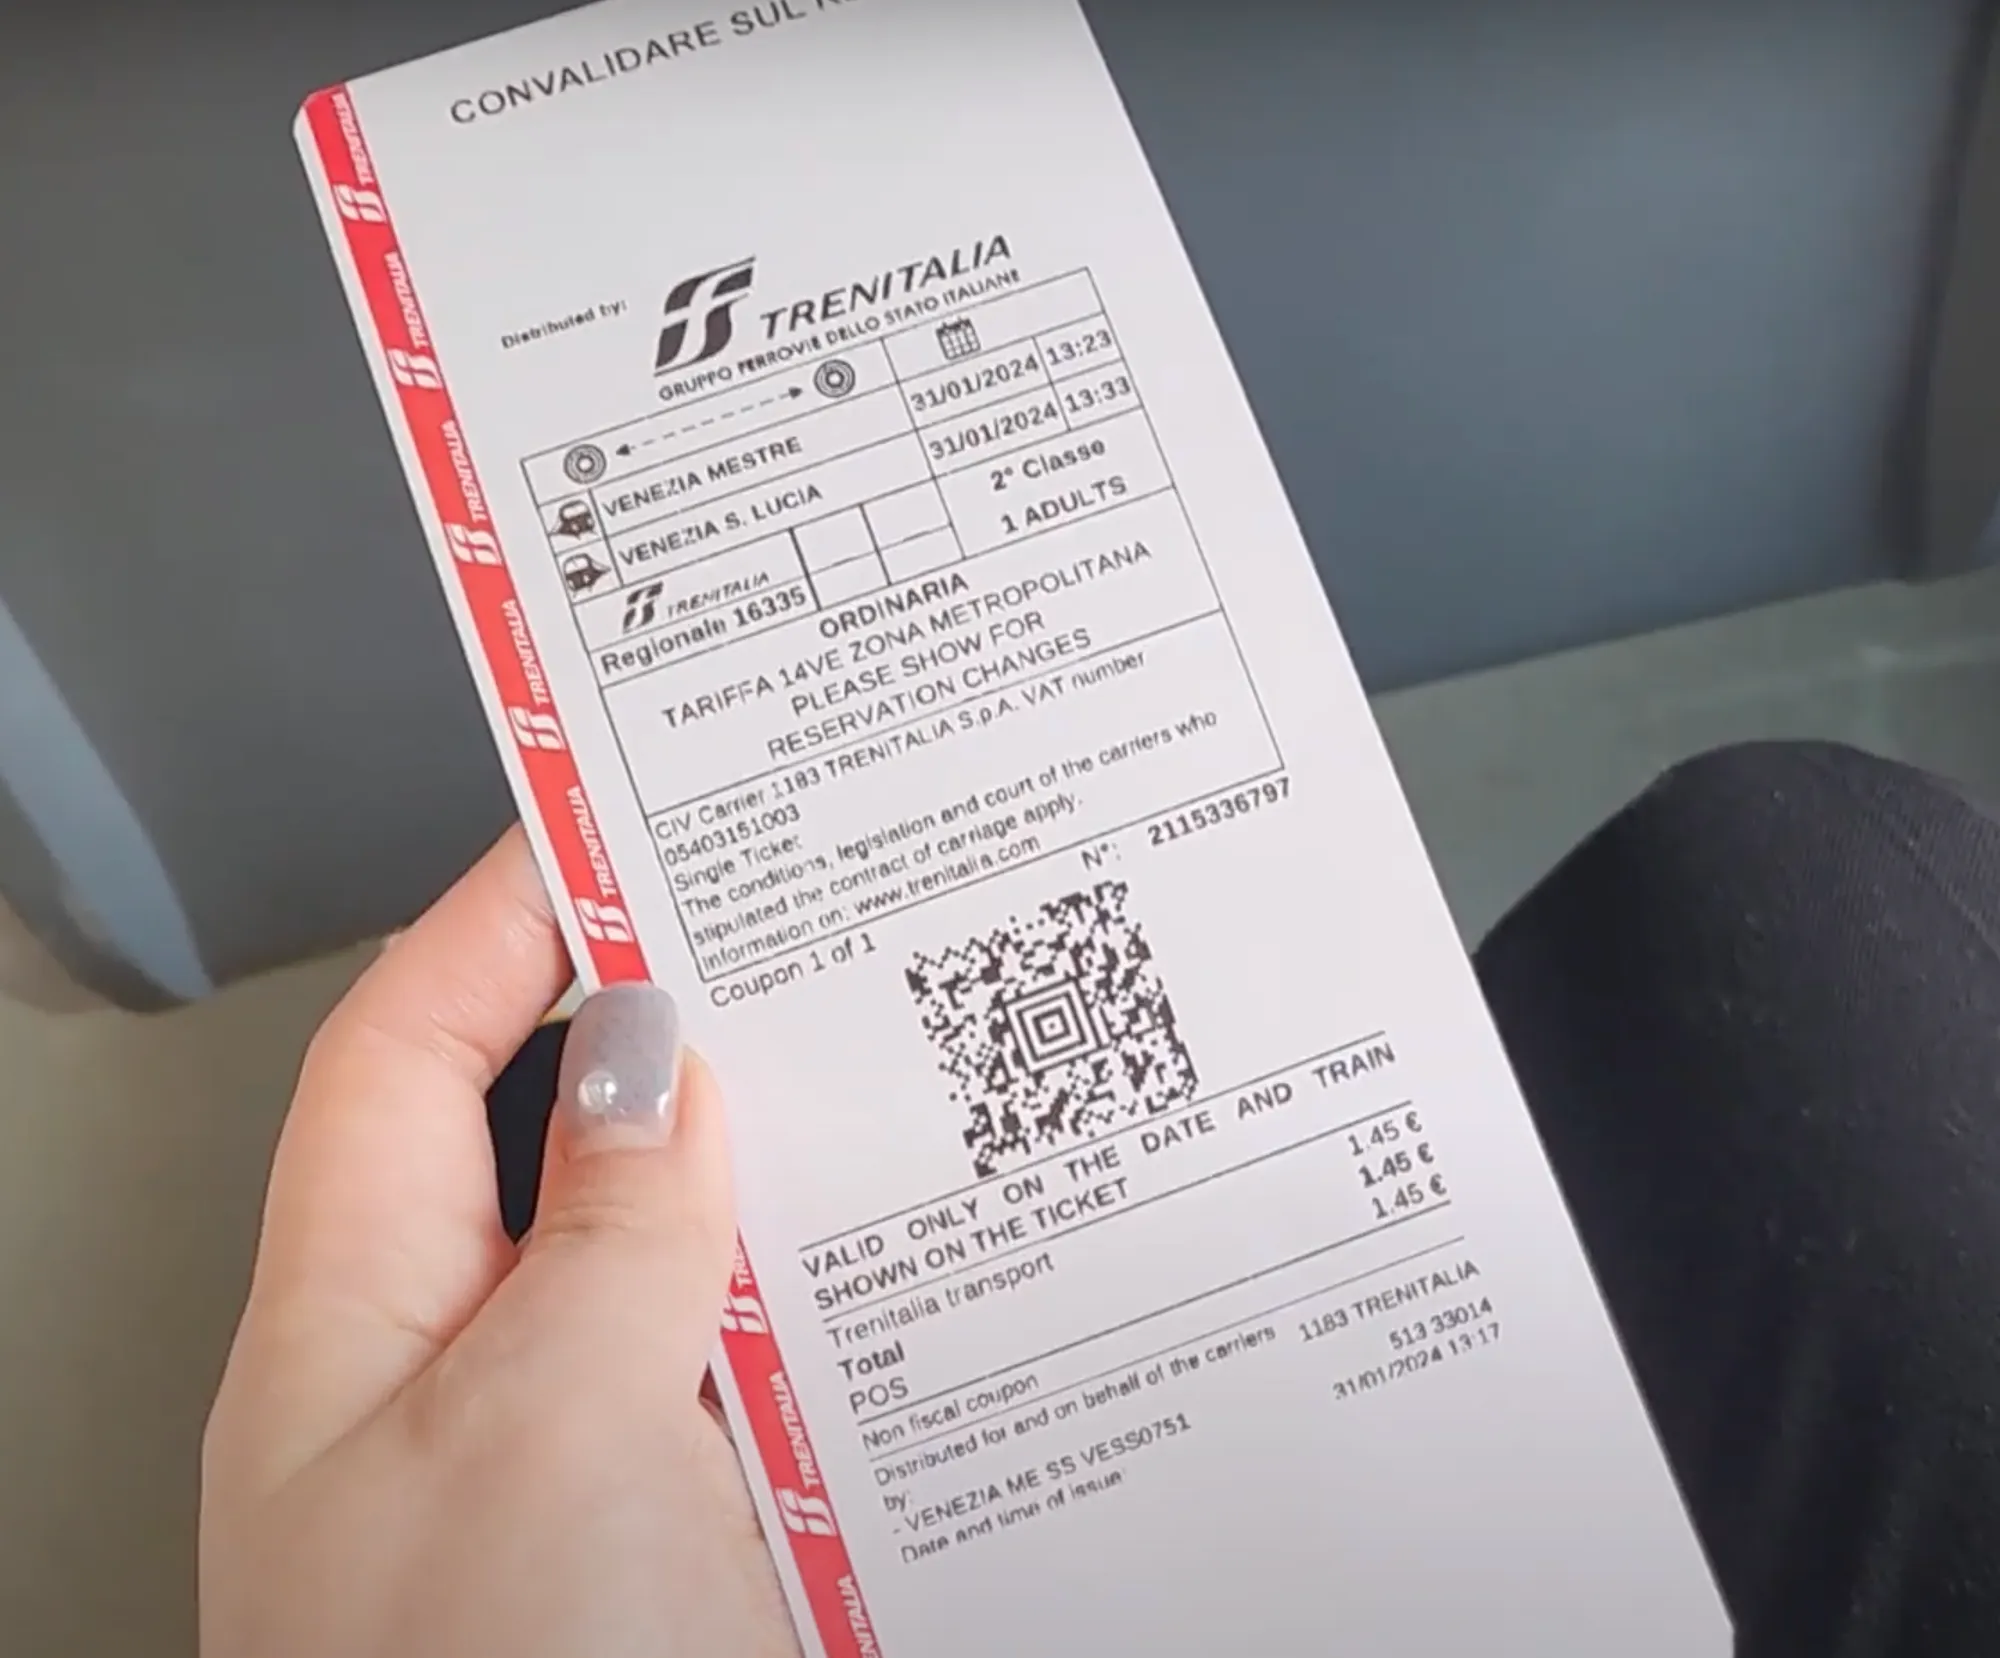 CONVALIDARE SUL
Distributed by:
TRENITALIA
GRUPPO FERROVIE DELLO STATO ITALIANE
VENEZIA MESTRE 31/01/2024 13:23
VENEZIA S. LUCIA 31/01/2024 13:33
TRENITALIA 2° Classe
Regionale 16335 1 ADULTS
ORDINARIA
TARIFFA 14VE ZONA METROPOLITANA
PLEASE SHOW FOR
RESERVATION CHANGES
CIV Carrier 1183 TRENITALIA S.p.A. VAT number
05403151003
Single Ticket
The conditions, legislation and court of the carriers who
stipulated the contract of carriage apply.
Information on: www.trenitalia.com
Coupon 1 of 1 N°: 2115336797
VALID ONLY ON THE DATE AND TRAIN
SHOWN ON THE TICKET
Trenitalia transport 1.45 €
Total 1.45 €
POS 1.45 €
Non fiscal coupon
Distributed for and on behalf of the carriers 1183 TRENITALIA
by:
- VENEZIA ME SS VESS0751 513 33014
Date and time of issue: 31/01/2024 13:17
TRENITALIA
TRENITALIA
TRENITALIA
TRENITALIA
TRENITALIA
TRENITALIA